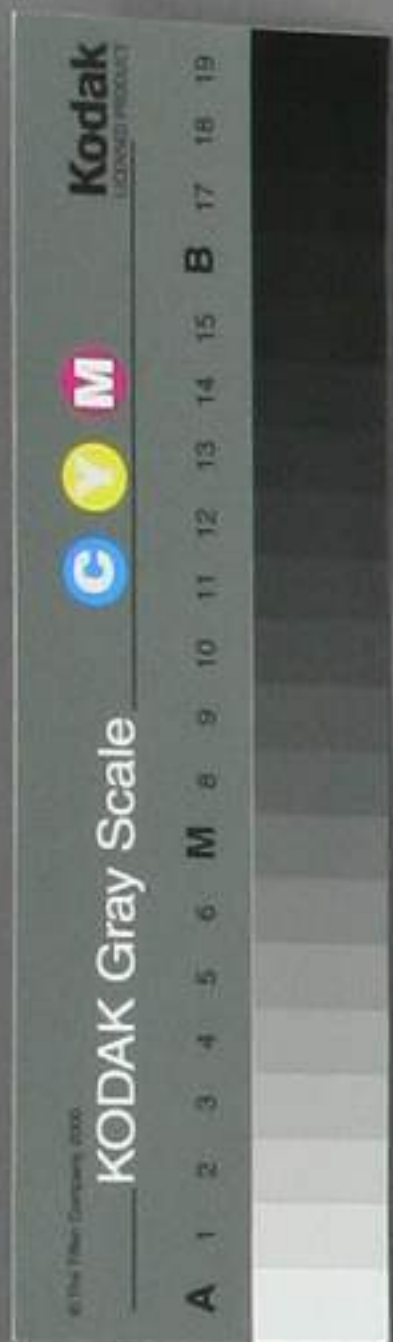 © The Tiffen Company, 2000
KODAK Gray Scale
C Y M
Kodak
LICENSED PRODUCT
A 1 2 3 4 5 6 M 8 9 10 11 12 13 14 15 B 17 18 19